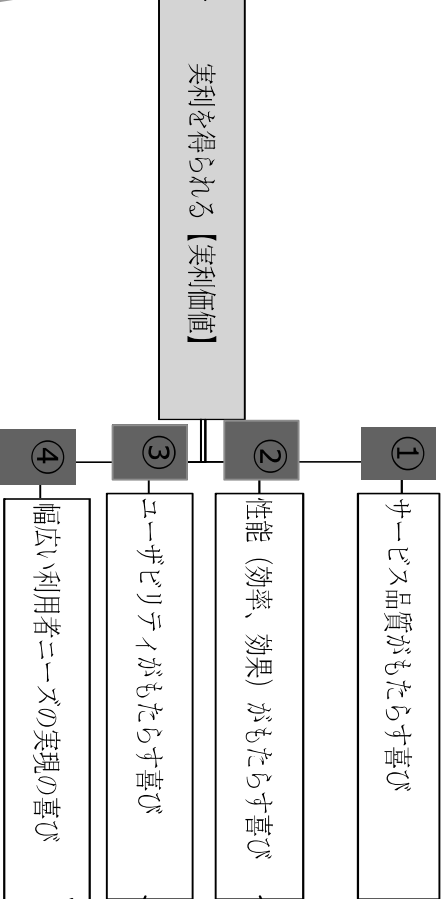 実利を得られる【実利価値】
①
サービス品質がもたらす喜び
②
性能（効率、効果）がもたらす喜び
③
ユーザビリティがもたらす喜び
④
幅広い利用者ニーズの実現の喜び